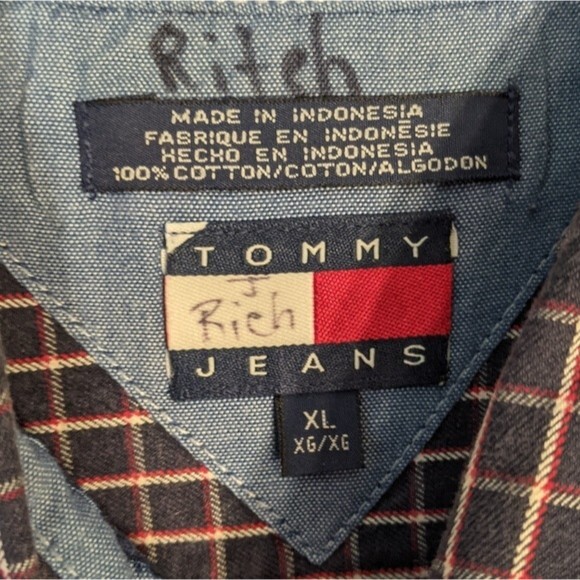 Ritch
MADE IN INDONESIA
FABRIQUE EN INDONÉSIE
HECHO EN INDONESIA
100% COTTON/COTON/ALGODON
TOMMY
J
Rich
JEANS
XL
XG/XG